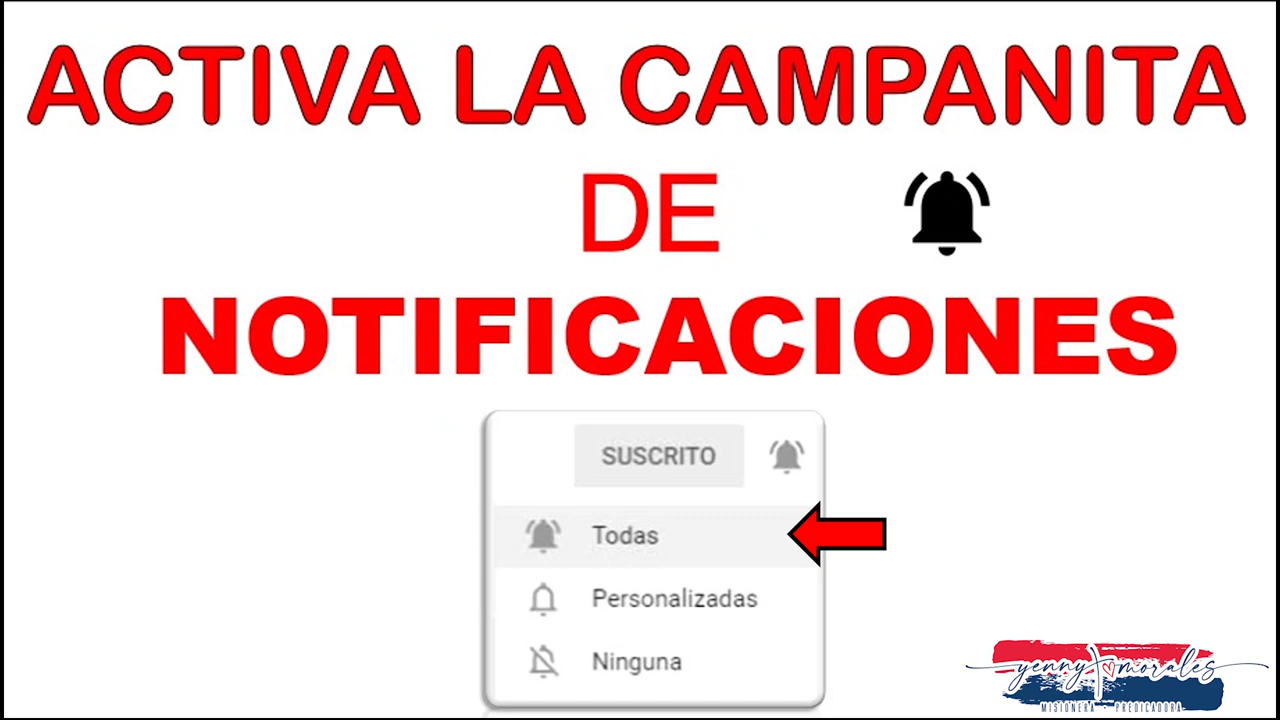 ACTIVA LA CAMPANITA
DE
NOTIFICACIONES
SUSCRITO
Todas
Personalizadas
Ninguna
yenny morales
MISIONERA - PREDICADORA